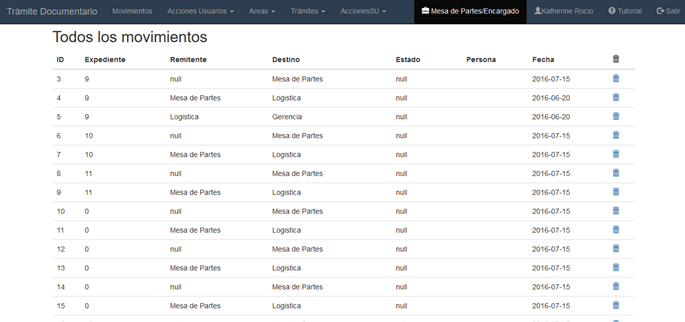 Trámite Documentario Movimientos Acciones Usuarios Areas Trámites AccionesSU Mesa de Partes/Encargado Katherine Rocio Tutorial Salir
Todos los movimientos
ID Expediente Remitente Destino Estado Persona Fecha
3 9 null Mesa de Partes null 2016-07-15
4 9 Mesa de Partes Logistica null 2016-06-20
5 9 Logistica Gerencia null 2016-06-20
6 10 null Mesa de Partes null 2016-07-15
7 10 Mesa de Partes Logistica null 2016-07-15
8 11 null Mesa de Partes null 2016-07-15
9 11 Mesa de Partes Logistica null 2016-07-15
10 0 null Mesa de Partes null 2016-07-15
11 0 Mesa de Partes Logistica null 2016-07-15
12 0 null Mesa de Partes null 2016-07-15
13 0 Mesa de Partes Logistica null 2016-07-15
14 0 null Mesa de Partes null 2016-07-15
15 0 Mesa de Partes Logistica null 2016-07-15